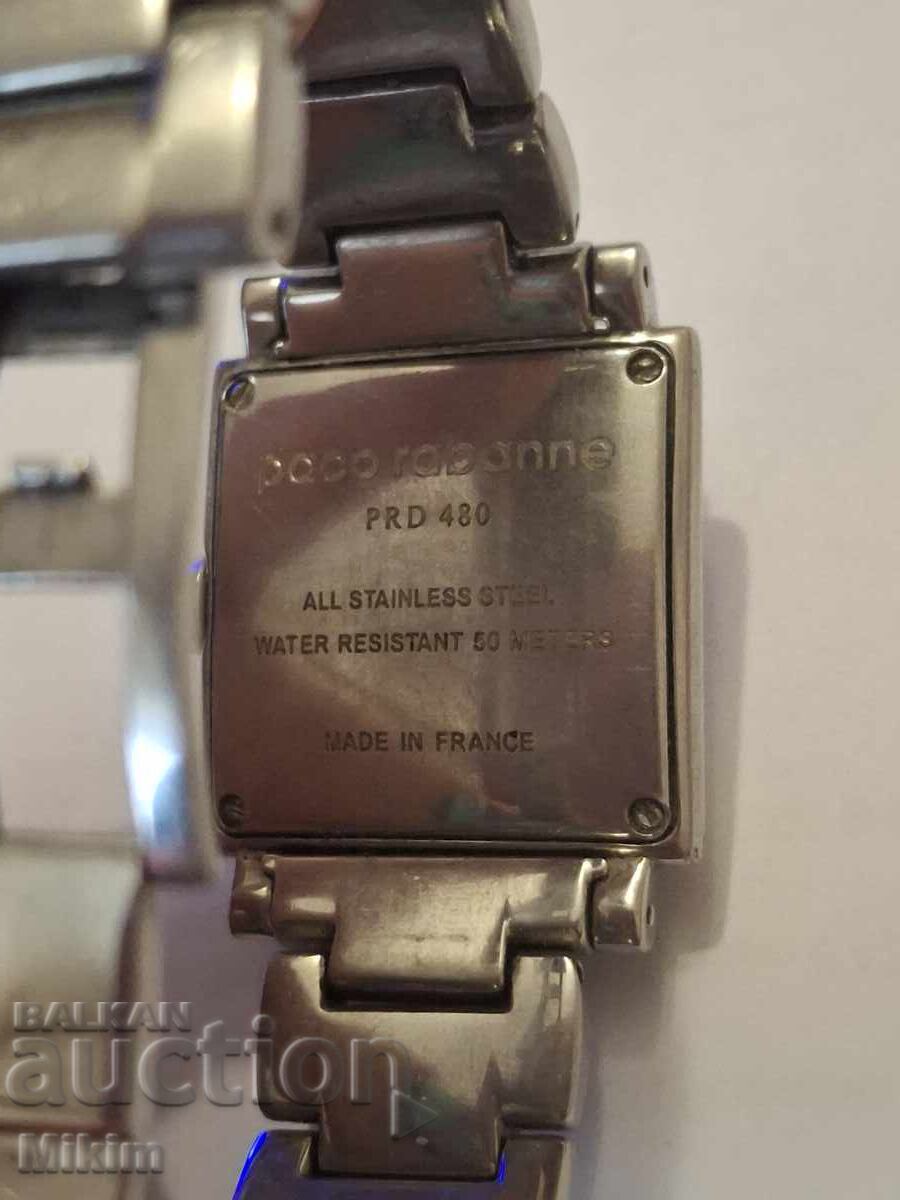 paco rabanne
PRD 480
ALL STAINLESS STEEL
WATER RESISTANT 50 METERS
MADE IN FRANCE
BALKAN
auction
Mikim